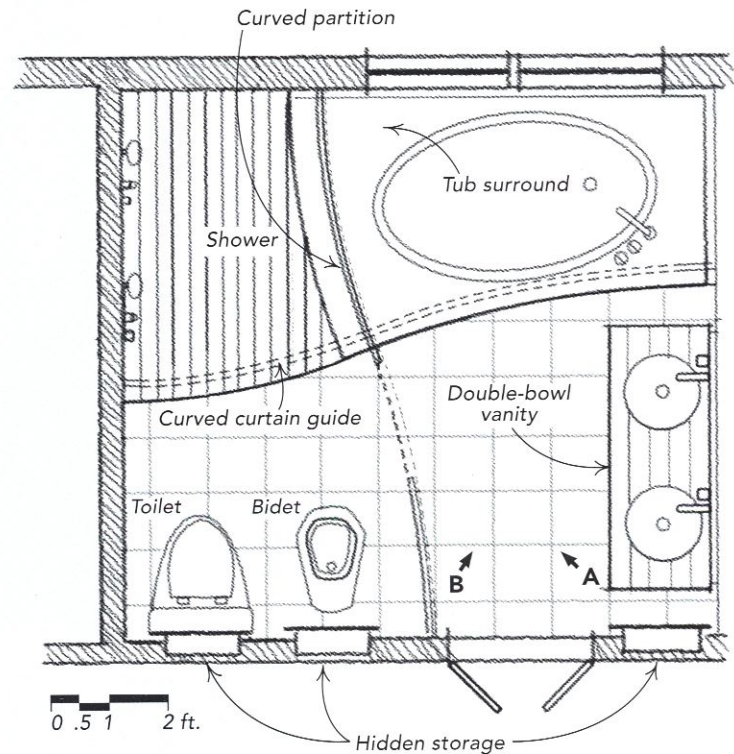 Curved partition
Tub surround
Shower
Curved curtain guide
Double-bowl
vanity
Toilet
Bidet
B
A
0 .5 1 2 ft.
Hidden storage